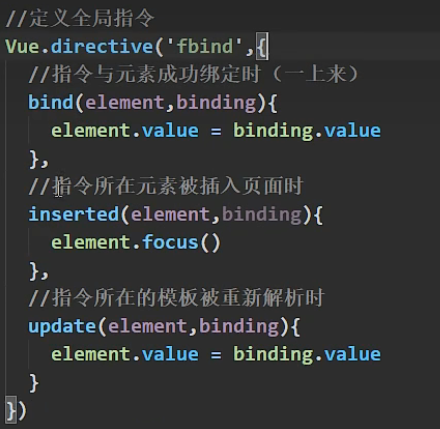 //定义全局指令
Vue.directive('fbind',{
  //指令与元素成功绑定时（一上来）
  bind(element,binding){
    element.value = binding.value
  },
  //指令所在元素被插入页面时
  inserted(element,binding){
    element.focus()
  },
  //指令所在的模板被重新解析时
  update(element,binding){
    element.value = binding.value
  }
})